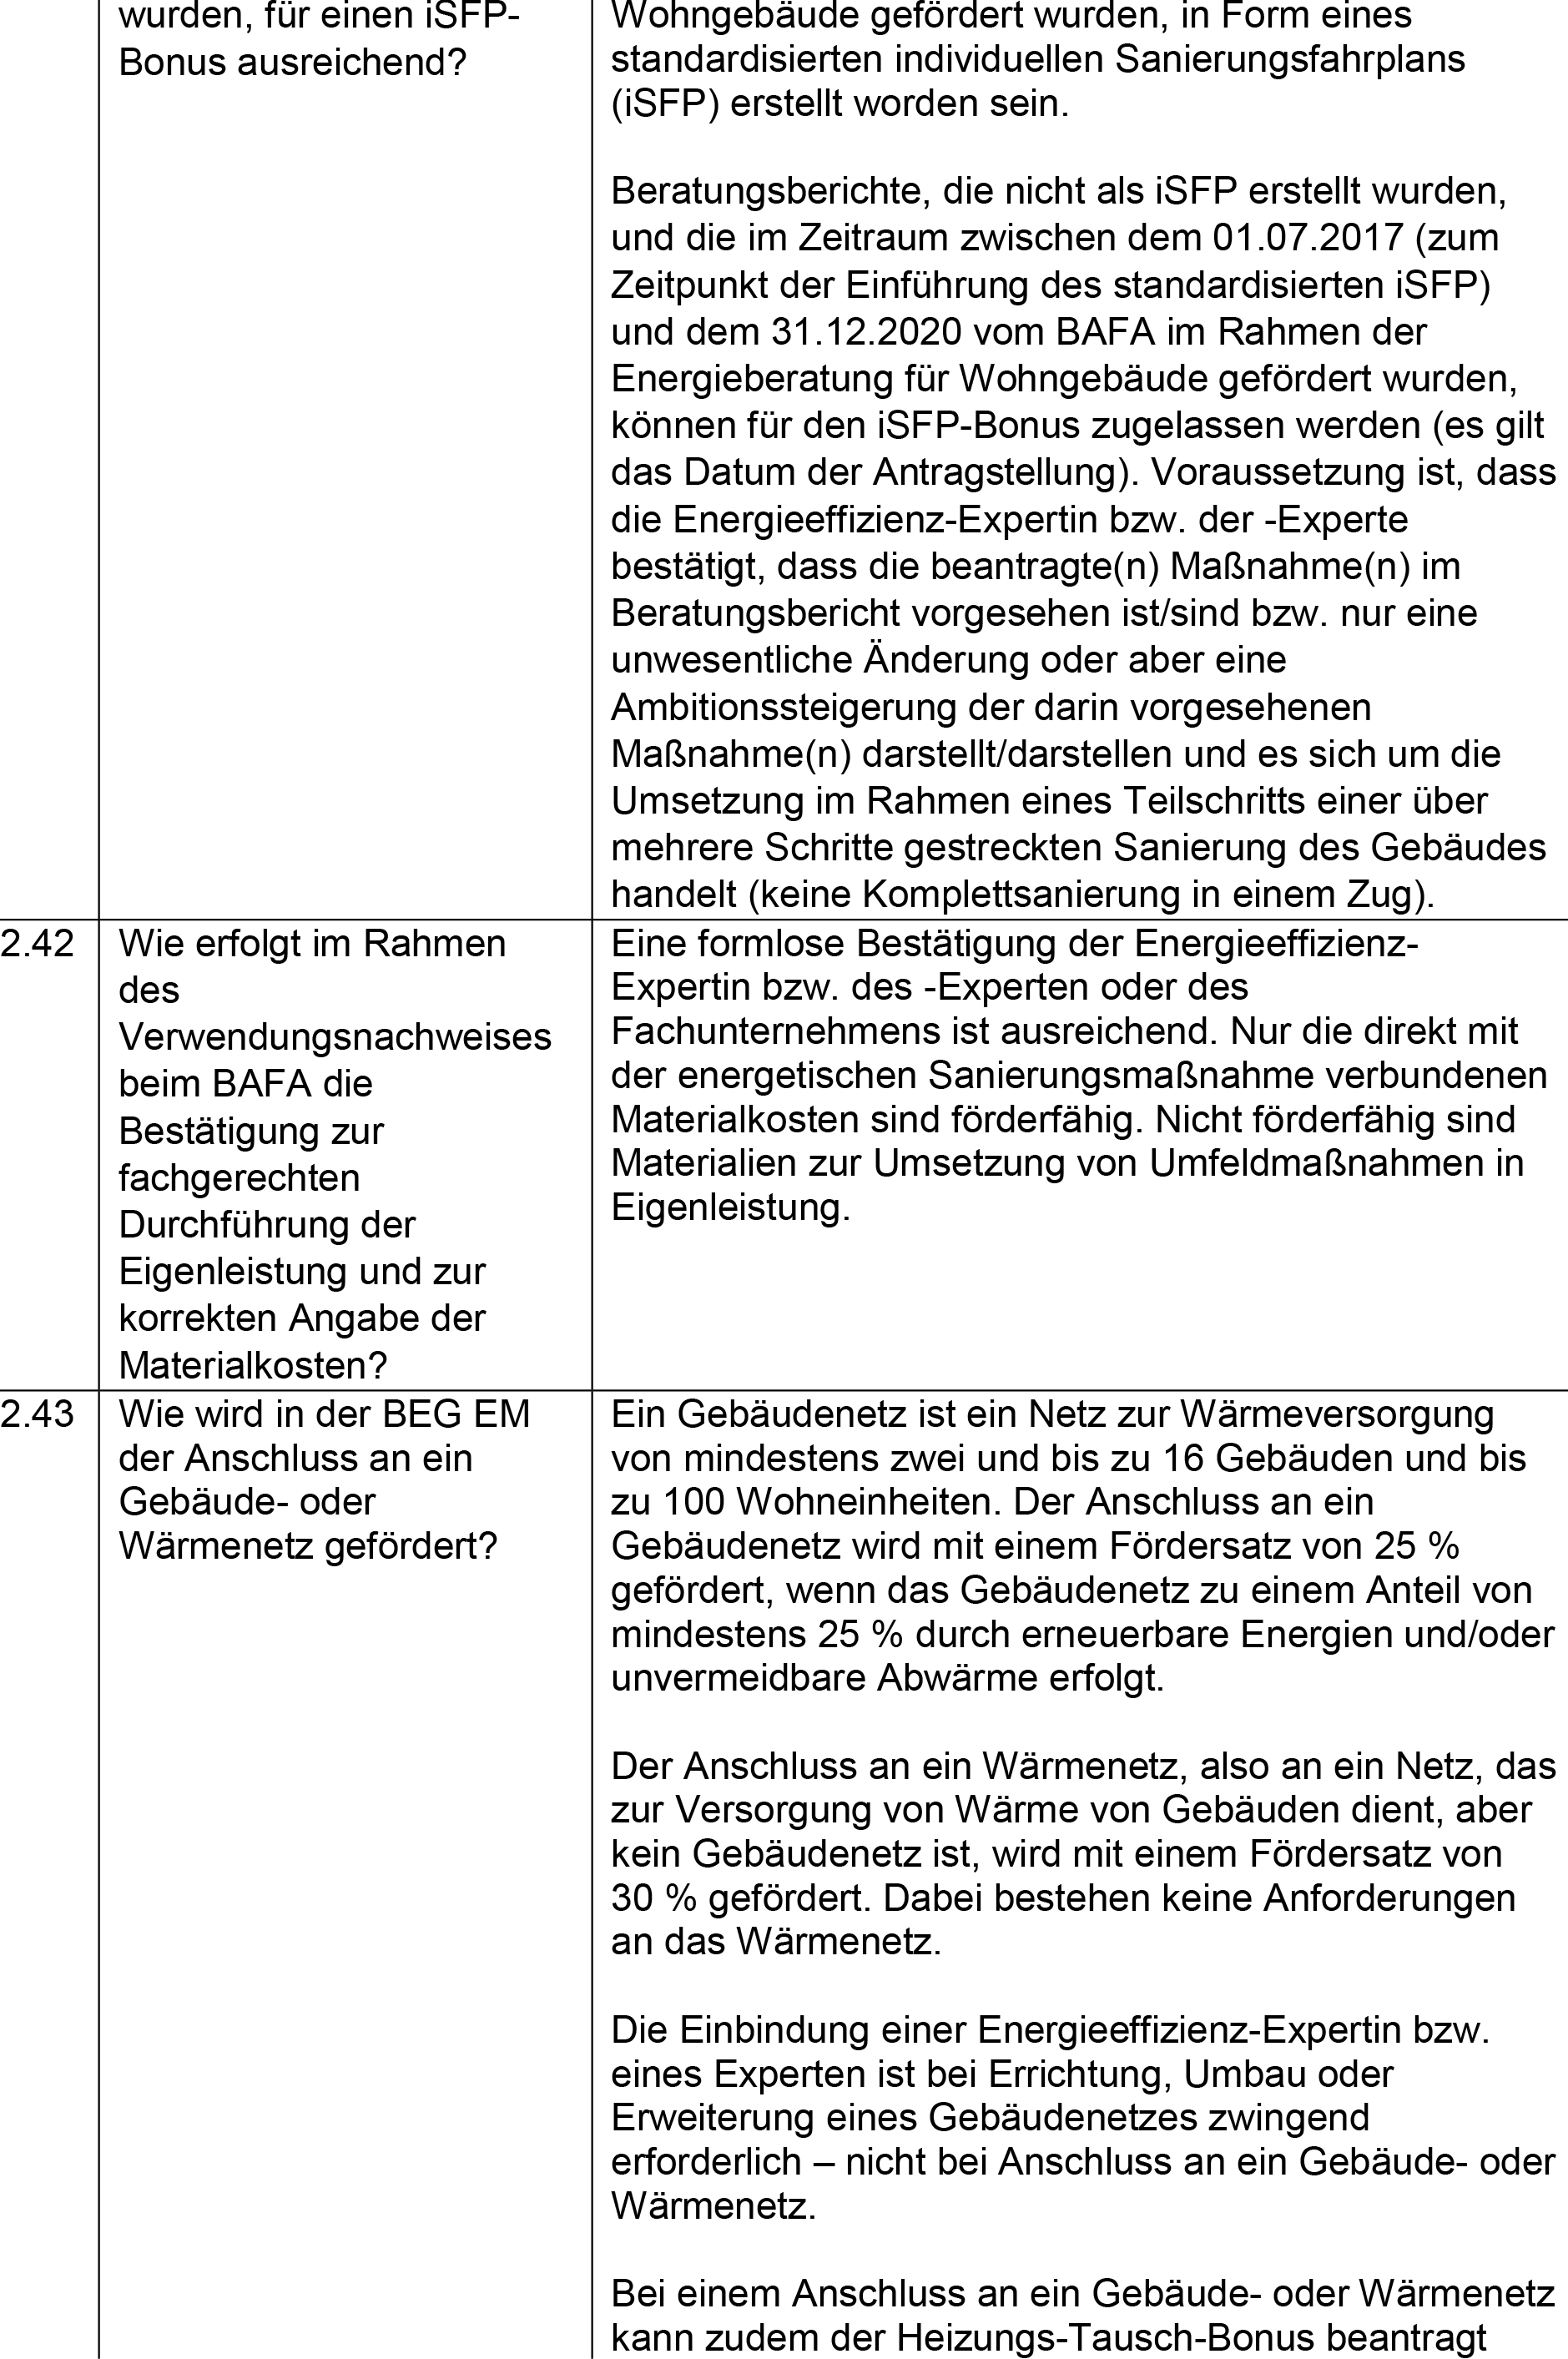 wurden, für einen iSFP-
Bonus ausreichend?
Wohngebäude gefördert wurden, in Form eines
standardisierten individuellen Sanierungsfahrplans
(iSFP) erstellt worden sein.
Beratungsberichte, die nicht als iSFP erstellt wurden,
und die im Zeitraum zwischen dem 01.07.2017 (zum
Zeitpunkt der Einführung des standardisierten iSFP)
und dem 31.12.2020 vom BAFA im Rahmen der
Energieberatung für Wohngebäude gefördert wurden,
können für den iSFP-Bonus zugelassen werden (es gilt
das Datum der Antragstellung). Voraussetzung ist, dass
die Energieeffizienz-Expertin bzw. der -Experte
bestätigt, dass die beantragte(n) Maßnahme(n) im
Beratungsbericht vorgesehen ist/sind bzw. nur eine
unwesentliche Änderung oder aber eine
Ambitionssteigerung der darin vorgesehenen
Maßnahme(n) darstellt/darstellen und es sich um die
Umsetzung im Rahmen eines Teilschritts einer über
mehrere Schritte gestreckten Sanierung des Gebäudes
handelt (keine Komplettsanierung in einem Zug).
2.42
Wie erfolgt im Rahmen
des
Verwendungsnachweises
beim BAFA die
Bestätigung zur
fachgerechten
Durchführung der
Eigenleistung und zur
korrekten Angabe der
Materialkosten?
Eine formlose Bestätigung der Energieeffizienz-
Expertin bzw. des -Experten oder des
Fachunternehmens ist ausreichend. Nur die direkt mit
der energetischen Sanierungsmaßnahme verbundenen
Materialkosten sind förderfähig. Nicht förderfähig sind
Materialien zur Umsetzung von Umfeldmaßnahmen in
Eigenleistung.
2.43
Wie wird in der BEG EM
der Anschluss an ein
Gebäude- oder
Wärmenetz gefördert?
Ein Gebäudenetz ist ein Netz zur Wärmeversorgung
von mindestens zwei und bis zu 16 Gebäuden und bis
zu 100 Wohneinheiten. Der Anschluss an ein
Gebäudenetz wird mit einem Fördersatz von 25 %
gefördert, wenn das Gebäudenetz zu einem Anteil von
mindestens 25 % durch erneuerbare Energien und/oder
unvermeidbare Abwärme erfolgt.
Der Anschluss an ein Wärmenetz, also an ein Netz, das
zur Versorgung von Wärme von Gebäuden dient, aber
kein Gebäudenetz ist, wird mit einem Fördersatz von
30 % gefördert. Dabei bestehen keine Anforderungen
an das Wärmenetz.
Die Einbindung einer Energieeffizienz-Expertin bzw.
eines Experten ist bei Errichtung, Umbau oder
Erweiterung eines Gebäudenetzes zwingend
erforderlich – nicht bei Anschluss an ein Gebäude- oder
Wärmenetz.
Bei einem Anschluss an ein Gebäude- oder Wärmenetz
kann zudem der Heizungs-Tausch-Bonus beantragt